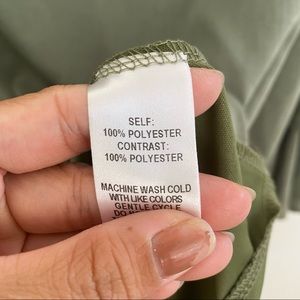 SELF:
100% POLYESTER
CONTRAST:
100% POLYESTER
MACHINE WASH COLD
WITH LIKE COLORS
GENTLE CYCLE